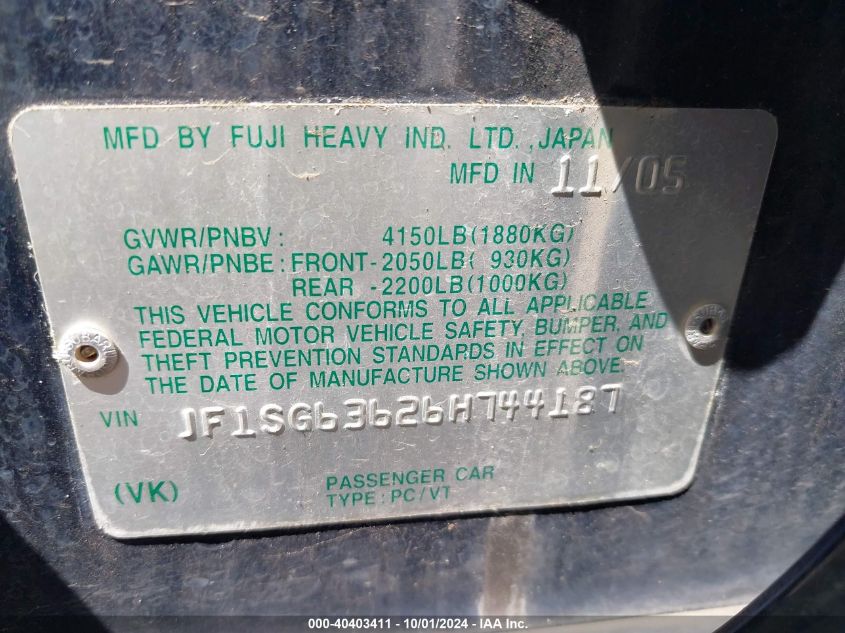 MFD BY FUJI HEAVY IND. LTD., JAPAN
MFD IN 11/05
GVWR/PNBV: 4150LB(1880KG)
GAWR/PNBE: FRONT-2050LB( 930KG)
REAR -2200LB(1000KG)
THIS VEHICLE CONFORMS TO ALL APPLICABLE
FEDERAL MOTOR VEHICLE SAFETY, BUMPER, AND
THEFT PREVENTION STANDARDS IN EFFECT ON
THE DATE OF MANUFACTURE SHOWN ABOVE.
VIN JF1SG63626H744187
(VK) PASSENGER CAR
TYPE: PC/VT
000-40403411 - 10/01/2024 - IAA Inc.